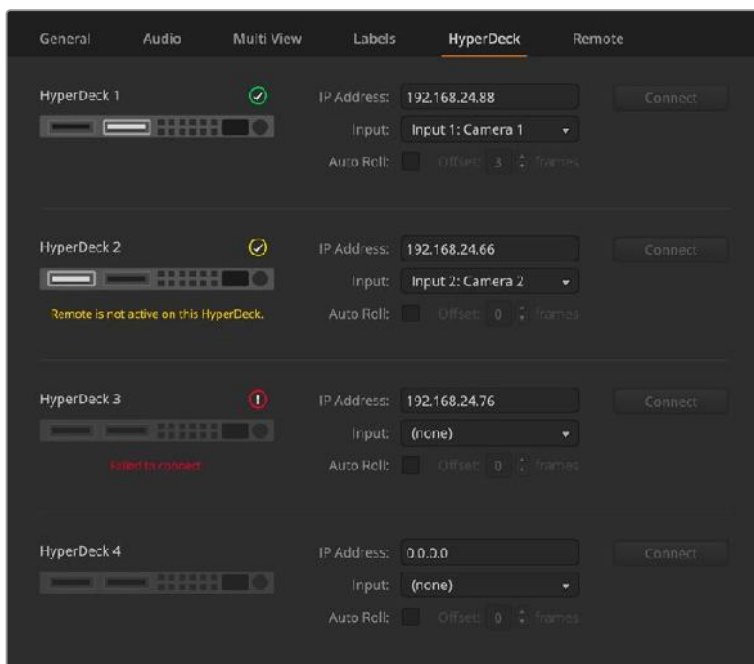 General Audio Multi View Labels HyperDeck Remote
HyperDeck 1 IP Address: 192.168.24.88 Connect
Input: Input 1: Camera 1
Auto Roll: Offset: 3 frames
HyperDeck 2 IP Address: 192.168.24.66 Connect
Input: Input 2: Camera 2
Remote is not active on this HyperDeck. Auto Roll: Offset: 0 frames
HyperDeck 3 IP Address: 192.168.24.76 Connect
Input: (none)
Failed to connect Auto Roll: Offset: 0 frames
HyperDeck 4 IP Address: 0.0.0.0 Connect
Input: (none)
Auto Roll: Offset: 0 frames